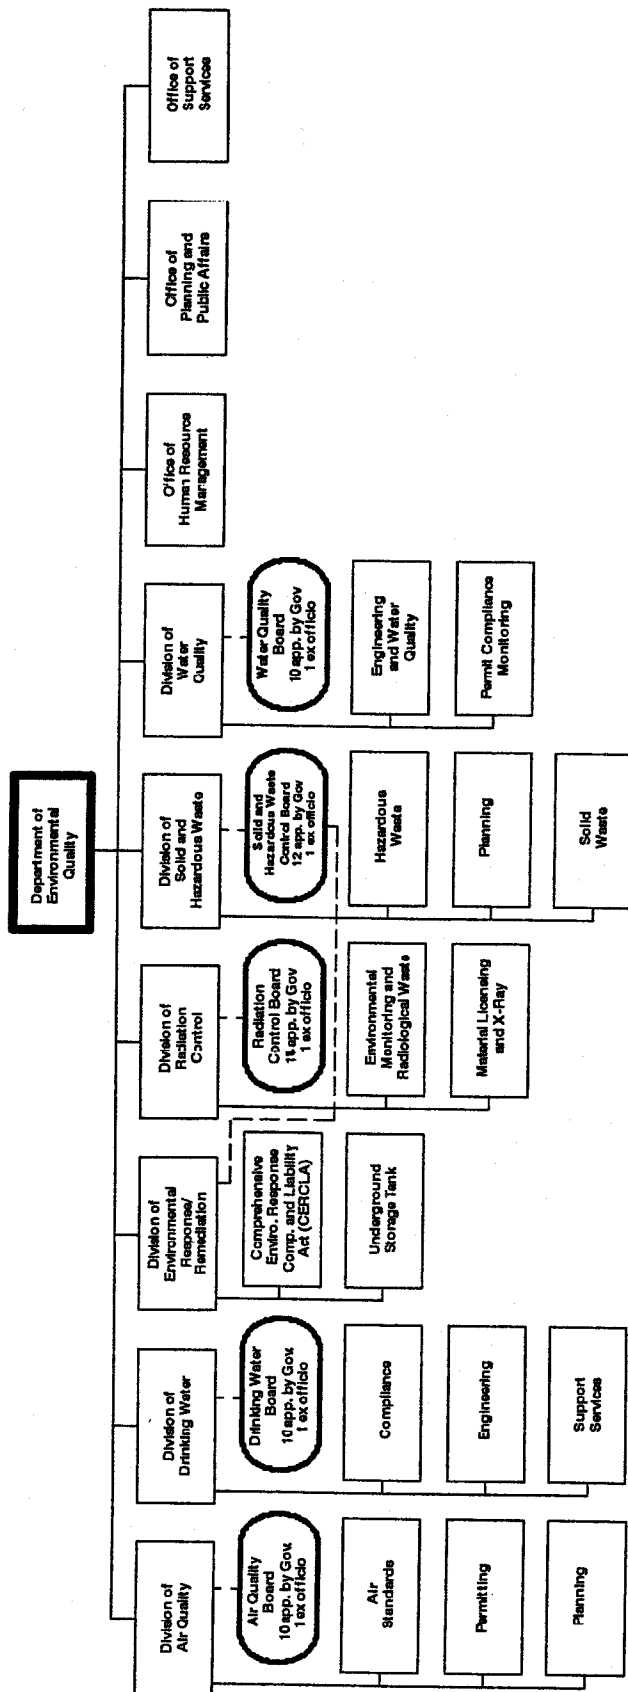 Department of
Environmental
Quality
Division of
Air Quality
Air Quality
Board
10 app. by Gov.
1 ex officio
Air
Standards
Permitting
Planning
Division of
Drinking Water
Drinking Water
Board
10 app. by Gov.
1 ex officio
Compliance
Engineering
Support
Services
Division of
Environmental
Response/
Remediation
Comprehensive
Enviro. Response
Comp. and Liability
Act (CERCLA)
Underground
Storage Tank
Division of
Radiation
Control
Radiation
Control Board
app. by Gov
1 ex officio
Environmental
Monitoring and
Radiological Waste
Material Licensing
and X-Ray
Division of
Solid and
Hazardous Waste
Solid and
Hazardous Waste
Control Board
12 app. by Gov
1 ex officio
Hazardous
Waste
Planning
Solid
Waste
Division of
Water
Quality
Water Quality
Board
10 app. by Gov
1 ex officio
Engineering
and Water
Quality
Permit Compliance
Monitoring
Office of
Human Resource
Management
Office of
Planning and
Public Affairs
Office of
Support
Services